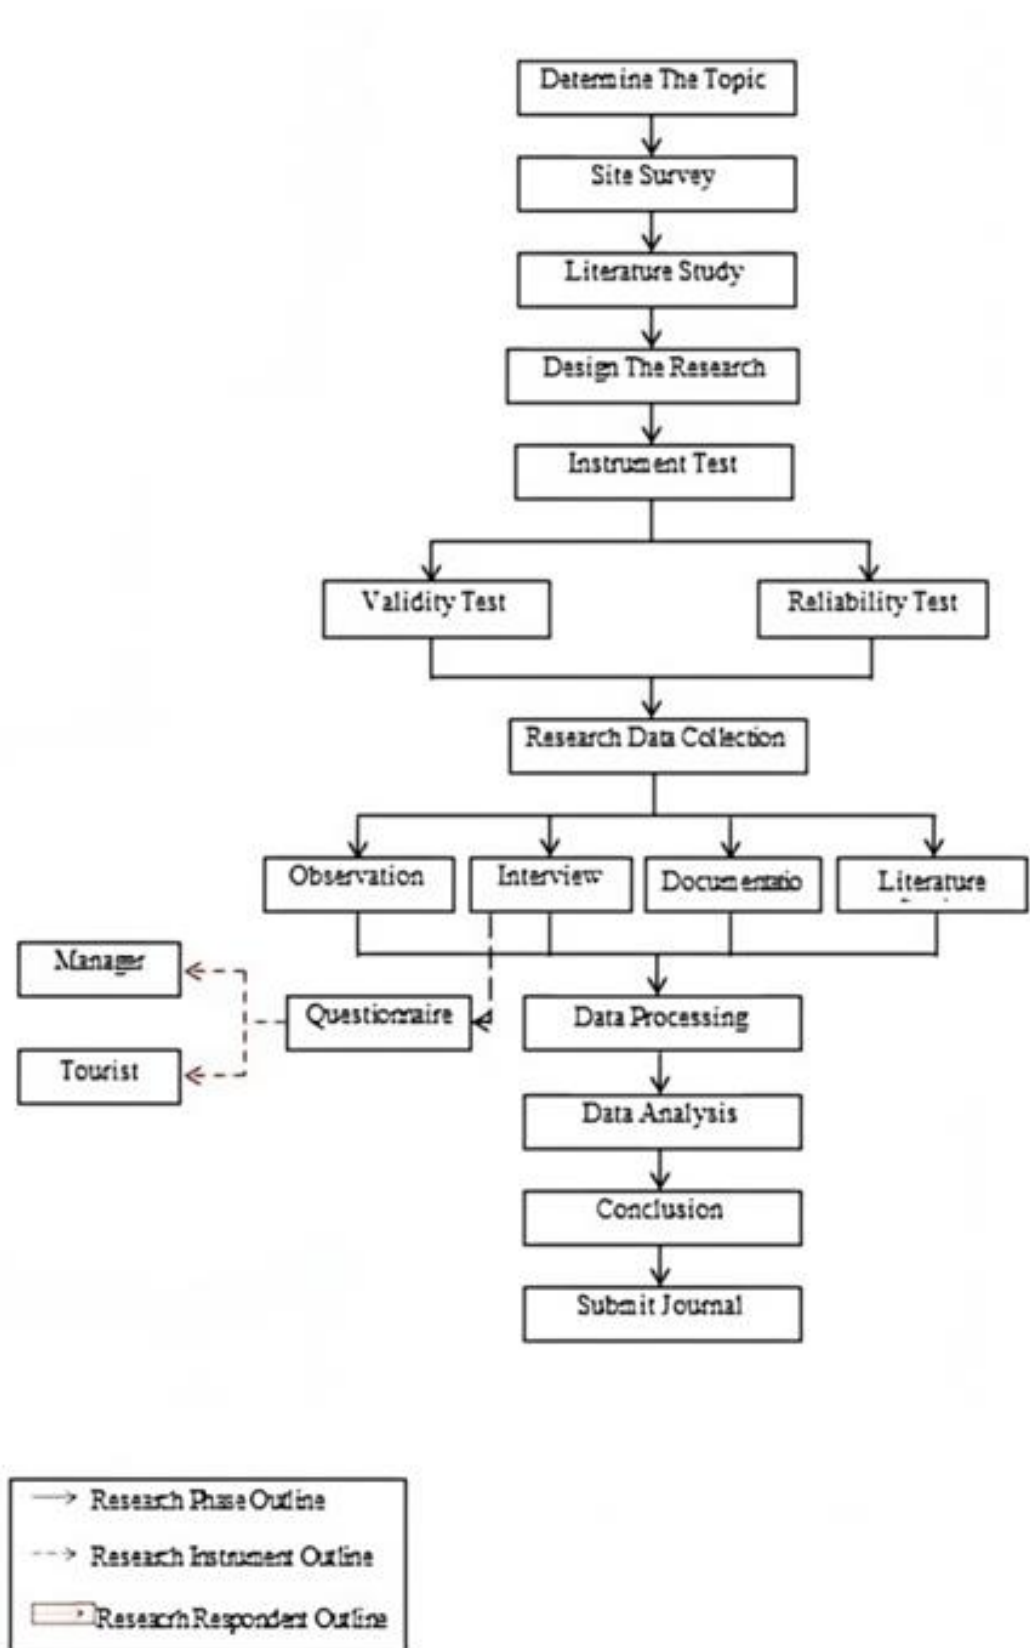 Determine The Topic
Site Survey
Literature Study
Design The Research
Instrument Test
Validity Test
Reliability Test
Research Data Collection
Observation
Interview
Documentatio
Literature
Manager
Questionnaire
Data Processing
Tourist
Data Analysis
Conclusion
Submit Journal
Research Phase Outline
Research Instrument Outline
Research Respondent Outline